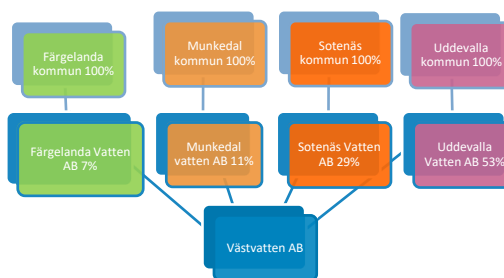 Färgelanda
kommun 100%
Munkedal
kommun 100%
Sotenäs
kommun 100%
Uddevalla
kommun 100%
Färgelanda Vatten
AB 7%
Munkedal
vatten AB 11%
Sotenäs Vatten
AB 29%
Uddevalla
Vatten AB 53%
Västvatten AB